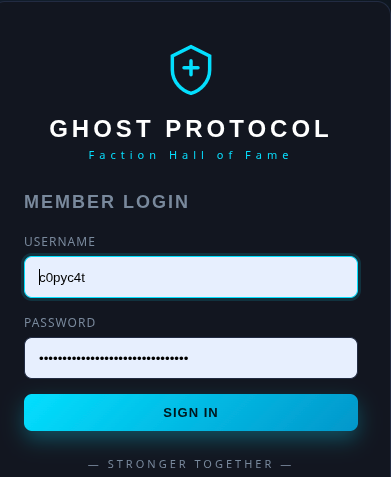 GHOST PROTOCOL
Faction Hall of Fame
MEMBER LOGIN
USERNAME
c0pyc4t
PASSWORD
••••••••••••••••••••••••••••••••
SIGN IN
— STRONGER TOGETHER —